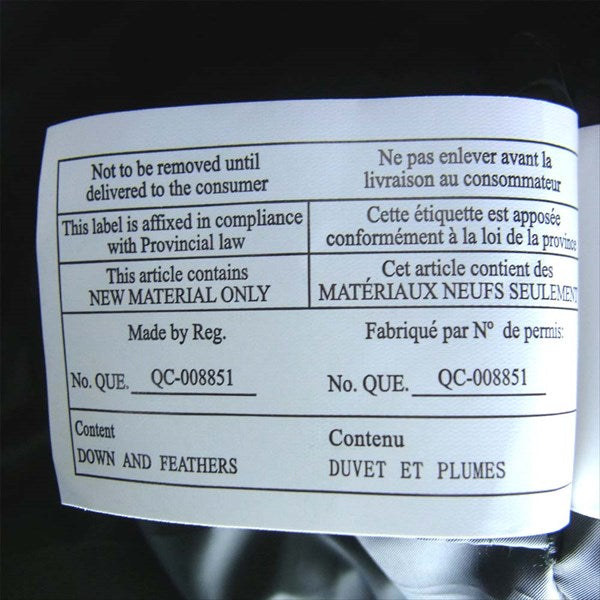 Not to be removed until
delivered to the consumer
Ne pas enlever avant la
livraison au consommateur
This label is affixed in compliance
with Provincial law
Cette étiquette est apposée
conformément à la loi de la province
This article contains
NEW MATERIAL ONLY
Cet article contient des
MATÉRIAUX NEUFS SEULEMEN
Made by Reg.
No. QUE. QC-008851
Fabriqué par Nº de permis:
No. QUE. QC-008851
Content
DOWN AND FEATHERS
Contenu
DUVET ET PLUMES